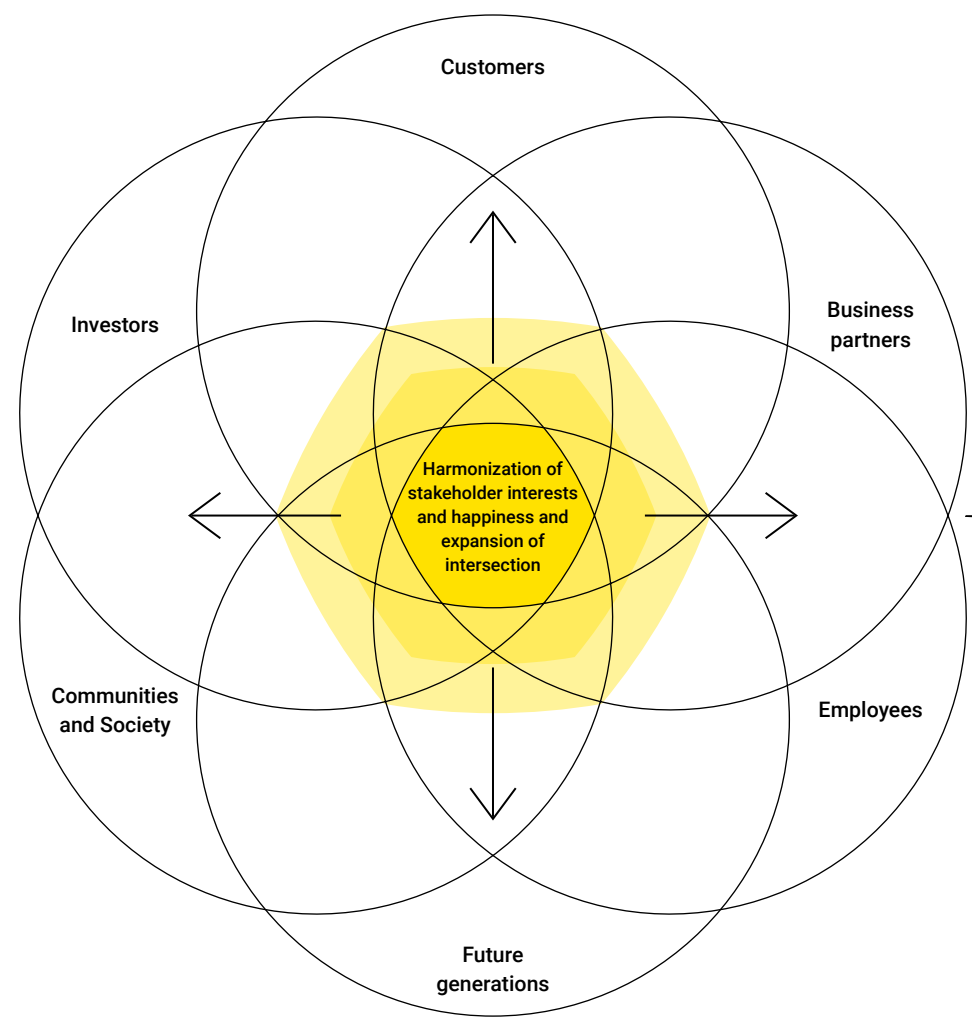 Customers
Investors
Business
partners
Harmonization of
stakeholder interests
and happiness and
expansion of
intersection
Communities
and Society
Employees
Future
generations